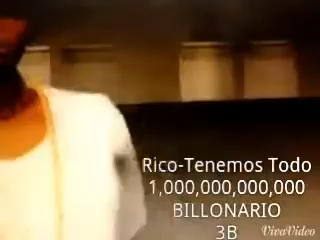 Rico-Tenemos Todo
1,000,000,000,000
BILLONARIO
3B
VivaVideo